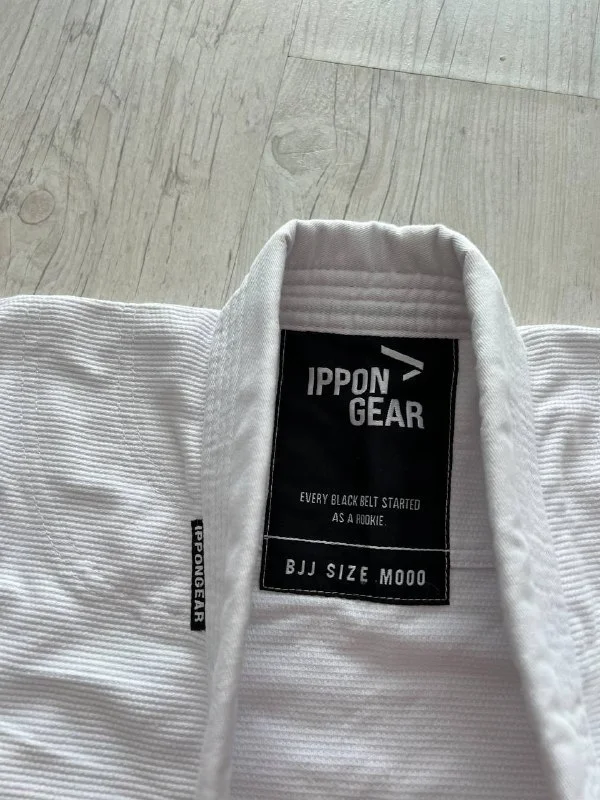 IPPON
GEAR
EVERY BLACK BELT STARTED
AS A ROOKIE.
BJJ SIZE M000
IPPONGEAR